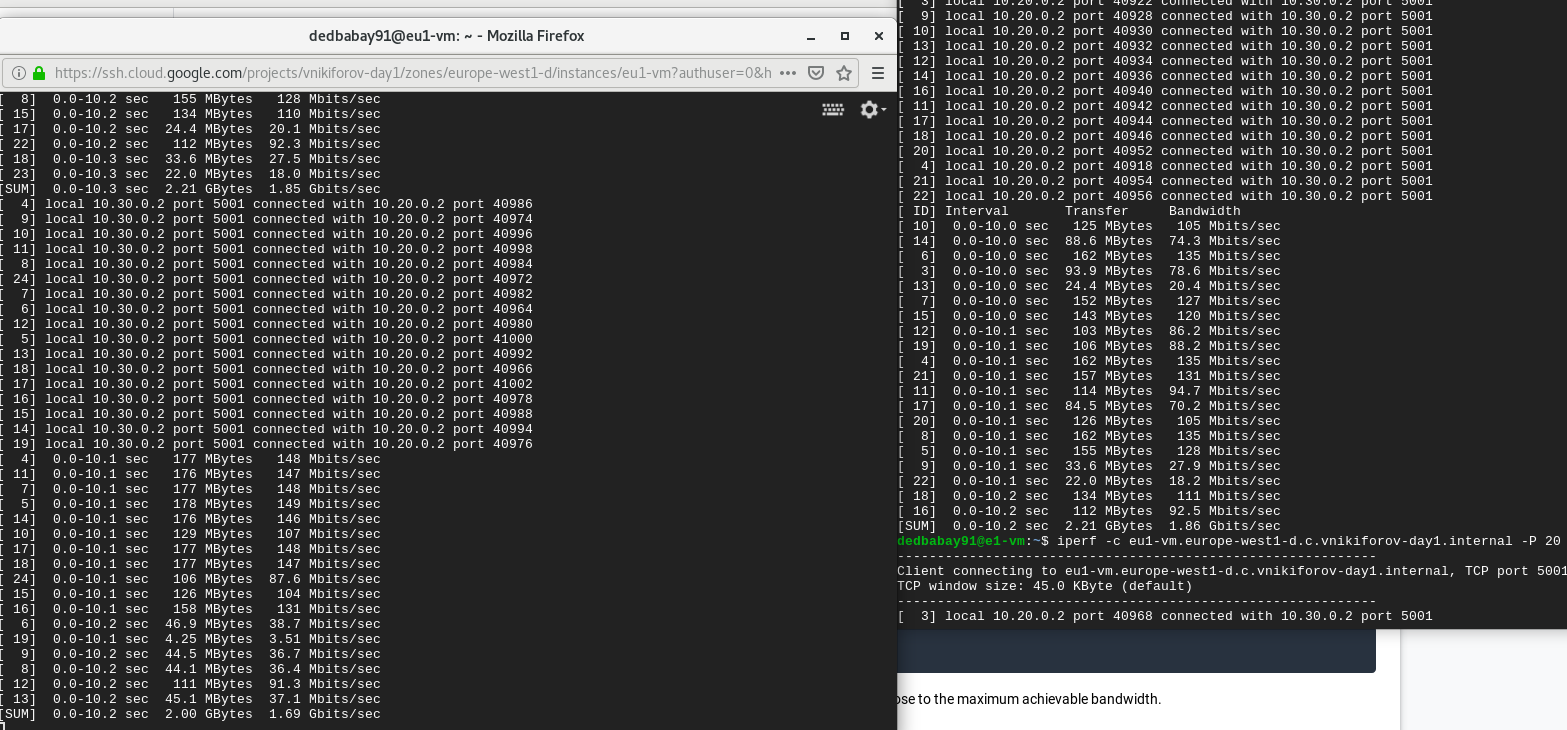 dedbabay91@eu1-vm: ~ - Mozilla Firefox
https://ssh.cloud.google.com/projects/vnikiforov-day1/zones/europe-west1-d/instances/eu1-vm?authuser=0&h
[  8]  0.0-10.2 sec   155 MBytes   128 Mbits/sec
[ 15]  0.0-10.2 sec   134 MBytes   110 Mbits/sec
[ 17]  0.0-10.2 sec  24.4 MBytes  20.1 Mbits/sec
[ 22]  0.0-10.2 sec   112 MBytes  92.3 Mbits/sec
[ 18]  0.0-10.3 sec  33.6 MBytes  27.5 Mbits/sec
[ 23]  0.0-10.3 sec  22.0 MBytes  18.0 Mbits/sec
[SUM]  0.0-10.3 sec  2.21 GBytes  1.85 Gbits/sec
[  4] local 10.30.0.2 port 5001 connected with 10.20.0.2 port 40986
[  9] local 10.30.0.2 port 5001 connected with 10.20.0.2 port 40974
[ 10] local 10.30.0.2 port 5001 connected with 10.20.0.2 port 40996
[ 11] local 10.30.0.2 port 5001 connected with 10.20.0.2 port 40998
[  8] local 10.30.0.2 port 5001 connected with 10.20.0.2 port 40984
[ 24] local 10.30.0.2 port 5001 connected with 10.20.0.2 port 40972
[  7] local 10.30.0.2 port 5001 connected with 10.20.0.2 port 40982
[  6] local 10.30.0.2 port 5001 connected with 10.20.0.2 port 40964
[ 12] local 10.30.0.2 port 5001 connected with 10.20.0.2 port 40980
[  5] local 10.30.0.2 port 5001 connected with 10.20.0.2 port 41000
[ 13] local 10.30.0.2 port 5001 connected with 10.20.0.2 port 40992
[ 18] local 10.30.0.2 port 5001 connected with 10.20.0.2 port 40966
[ 17] local 10.30.0.2 port 5001 connected with 10.20.0.2 port 41002
[ 16] local 10.30.0.2 port 5001 connected with 10.20.0.2 port 40978
[ 15] local 10.30.0.2 port 5001 connected with 10.20.0.2 port 40988
[ 14] local 10.30.0.2 port 5001 connected with 10.20.0.2 port 40994
[ 19] local 10.30.0.2 port 5001 connected with 10.20.0.2 port 40976
[  4]  0.0-10.1 sec   177 MBytes   148 Mbits/sec
[ 11]  0.0-10.1 sec   176 MBytes   147 Mbits/sec
[  7]  0.0-10.1 sec   177 MBytes   148 Mbits/sec
[  5]  0.0-10.1 sec   178 MBytes   149 Mbits/sec
[ 14]  0.0-10.1 sec   176 MBytes   146 Mbits/sec
[ 10]  0.0-10.1 sec   129 MBytes   107 Mbits/sec
[ 17]  0.0-10.1 sec   177 MBytes   148 Mbits/sec
[ 18]  0.0-10.1 sec   177 MBytes   147 Mbits/sec
[ 24]  0.0-10.1 sec   106 MBytes  87.6 Mbits/sec
[ 15]  0.0-10.1 sec   126 MBytes   104 Mbits/sec
[ 16]  0.0-10.1 sec   158 MBytes   131 Mbits/sec
[  6]  0.0-10.2 sec  46.9 MBytes  38.7 Mbits/sec
[ 19]  0.0-10.1 sec  4.25 MBytes  3.51 Mbits/sec
[  9]  0.0-10.2 sec  44.5 MBytes  36.7 Mbits/sec
[  8]  0.0-10.2 sec  44.1 MBytes  36.4 Mbits/sec
[ 12]  0.0-10.2 sec   111 MBytes  91.3 Mbits/sec
[ 13]  0.0-10.2 sec  45.1 MBytes  37.1 Mbits/sec
[SUM]  0.0-10.2 sec  2.00 GBytes  1.69 Gbits/sec
[  3] local 10.20.0.2 port 40922 connected with 10.30.0.2 port 5001
[  9] local 10.20.0.2 port 40928 connected with 10.30.0.2 port 5001
[ 10] local 10.20.0.2 port 40930 connected with 10.30.0.2 port 5001
[ 13] local 10.20.0.2 port 40932 connected with 10.30.0.2 port 5001
[ 12] local 10.20.0.2 port 40934 connected with 10.30.0.2 port 5001
[ 14] local 10.20.0.2 port 40936 connected with 10.30.0.2 port 5001
[ 16] local 10.20.0.2 port 40940 connected with 10.30.0.2 port 5001
[ 11] local 10.20.0.2 port 40942 connected with 10.30.0.2 port 5001
[ 17] local 10.20.0.2 port 40944 connected with 10.30.0.2 port 5001
[ 18] local 10.20.0.2 port 40946 connected with 10.30.0.2 port 5001
[ 20] local 10.20.0.2 port 40952 connected with 10.30.0.2 port 5001
[  4] local 10.20.0.2 port 40918 connected with 10.30.0.2 port 5001
[ 21] local 10.20.0.2 port 40954 connected with 10.30.0.2 port 5001
[ 22] local 10.20.0.2 port 40956 connected with 10.30.0.2 port 5001
[ ID] Interval       Transfer     Bandwidth
[ 10]  0.0-10.0 sec   125 MBytes   105 Mbits/sec
[ 14]  0.0-10.0 sec  88.6 MBytes  74.3 Mbits/sec
[  6]  0.0-10.0 sec   162 MBytes   135 Mbits/sec
[  3]  0.0-10.0 sec  93.9 MBytes  78.6 Mbits/sec
[ 13]  0.0-10.0 sec  24.4 MBytes  20.4 Mbits/sec
[  7]  0.0-10.0 sec   152 MBytes   127 Mbits/sec
[ 15]  0.0-10.0 sec   143 MBytes   120 Mbits/sec
[ 12]  0.0-10.1 sec   103 MBytes  86.2 Mbits/sec
[ 19]  0.0-10.1 sec   106 MBytes  88.2 Mbits/sec
[  4]  0.0-10.1 sec   162 MBytes   135 Mbits/sec
[ 21]  0.0-10.1 sec   157 MBytes   131 Mbits/sec
[ 11]  0.0-10.1 sec   114 MBytes  94.7 Mbits/sec
[ 17]  0.0-10.1 sec  84.5 MBytes  70.2 Mbits/sec
[ 20]  0.0-10.1 sec   126 MBytes   105 Mbits/sec
[  8]  0.0-10.1 sec   162 MBytes   135 Mbits/sec
[  5]  0.0-10.1 sec   155 MBytes   128 Mbits/sec
[  9]  0.0-10.1 sec  33.6 MBytes  27.9 Mbits/sec
[ 22]  0.0-10.1 sec  22.0 MBytes  18.2 Mbits/sec
[ 18]  0.0-10.2 sec   134 MBytes   111 Mbits/sec
[ 16]  0.0-10.2 sec   112 MBytes  92.5 Mbits/sec
[SUM]  0.0-10.2 sec  2.21 GBytes  1.86 Gbits/sec
dedbabay91@e1-vm:~$ iperf -c eu1-vm.europe-west1-d.c.vnikiforov-day1.internal -P 20
------------------------------------------------------------
Client connecting to eu1-vm.europe-west1-d.c.vnikiforov-day1.internal, TCP port 5001
TCP window size: 45.0 KByte (default)
------------------------------------------------------------
[  3] local 10.20.0.2 port 40968 connected with 10.30.0.2 port 5001
ose to the maximum achievable bandwidth.